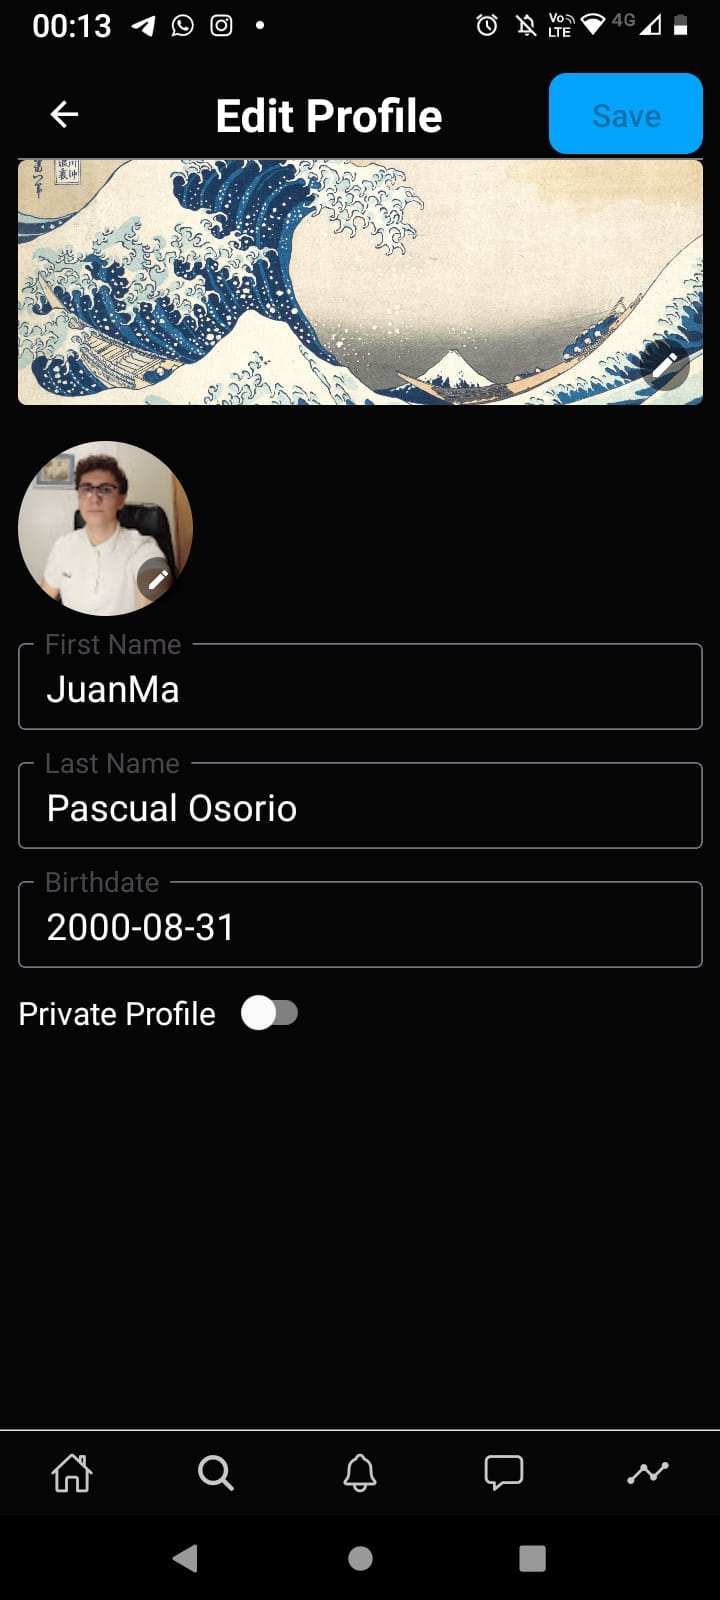 00:13
Vo)) LTE 4G
Edit Profile
Save
First Name
JuanMa
Last Name
Pascual Osorio
Birthdate
2000-08-31
Private Profile